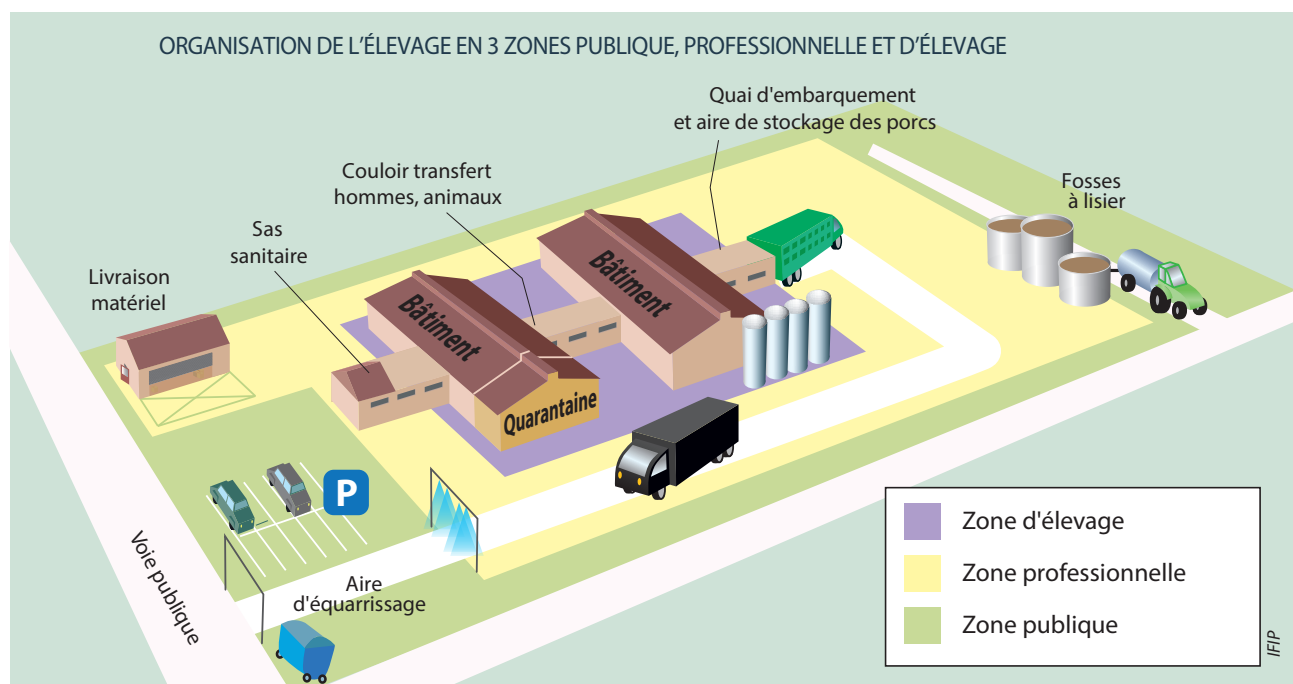 ORGANISATION DE L'ÉLEVAGE EN 3 ZONES PUBLIQUE, PROFESSIONNELLE ET D'ÉLEVAGE
Quai d'embarquement
et aire de stockage des porcs
Couloir transfert
hommes, animaux
Fosses
à lisier
Sas
sanitaire
Livraison
matériel
Bâtiment
Bâtiment
Quarantaine
P
Voie publique
Aire
d'équarrissage
Zone d'élevage
Zone professionnelle
Zone publique
IFIP